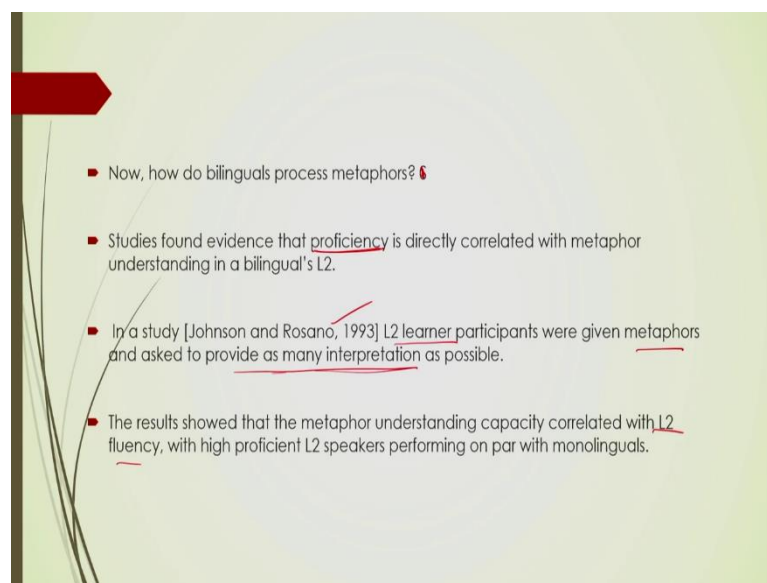 Now, how do bilinguals process metaphors?
Studies found evidence that proficiency is directly correlated with metaphor
understanding in a bilingual's L2.
In a study [Johnson and Rosano, 1993] L2 learner participants were given metaphors
and asked to provide as many interpretation as possible.
The results showed that the metaphor understanding capacity correlated with L2
fluency, with high proficient L2 speakers performing on par with monolinguals.